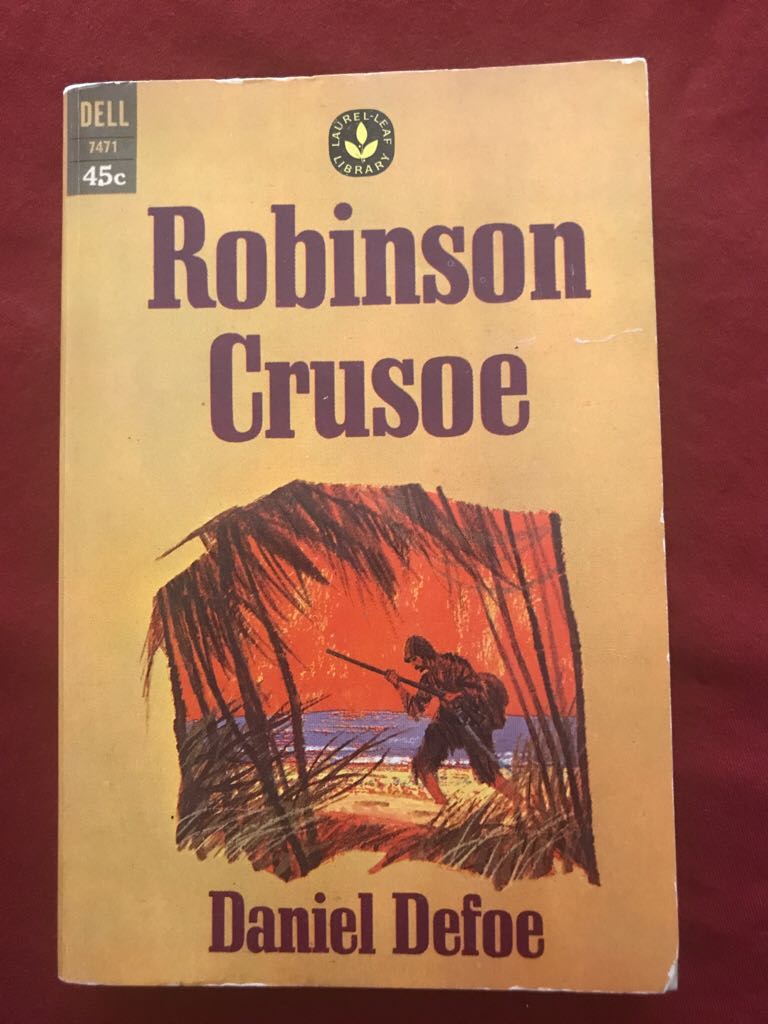 DELL
7471
45c
LAUREL-LEAF
LIBRARY
Robinson
Crusoe
Daniel Defoe